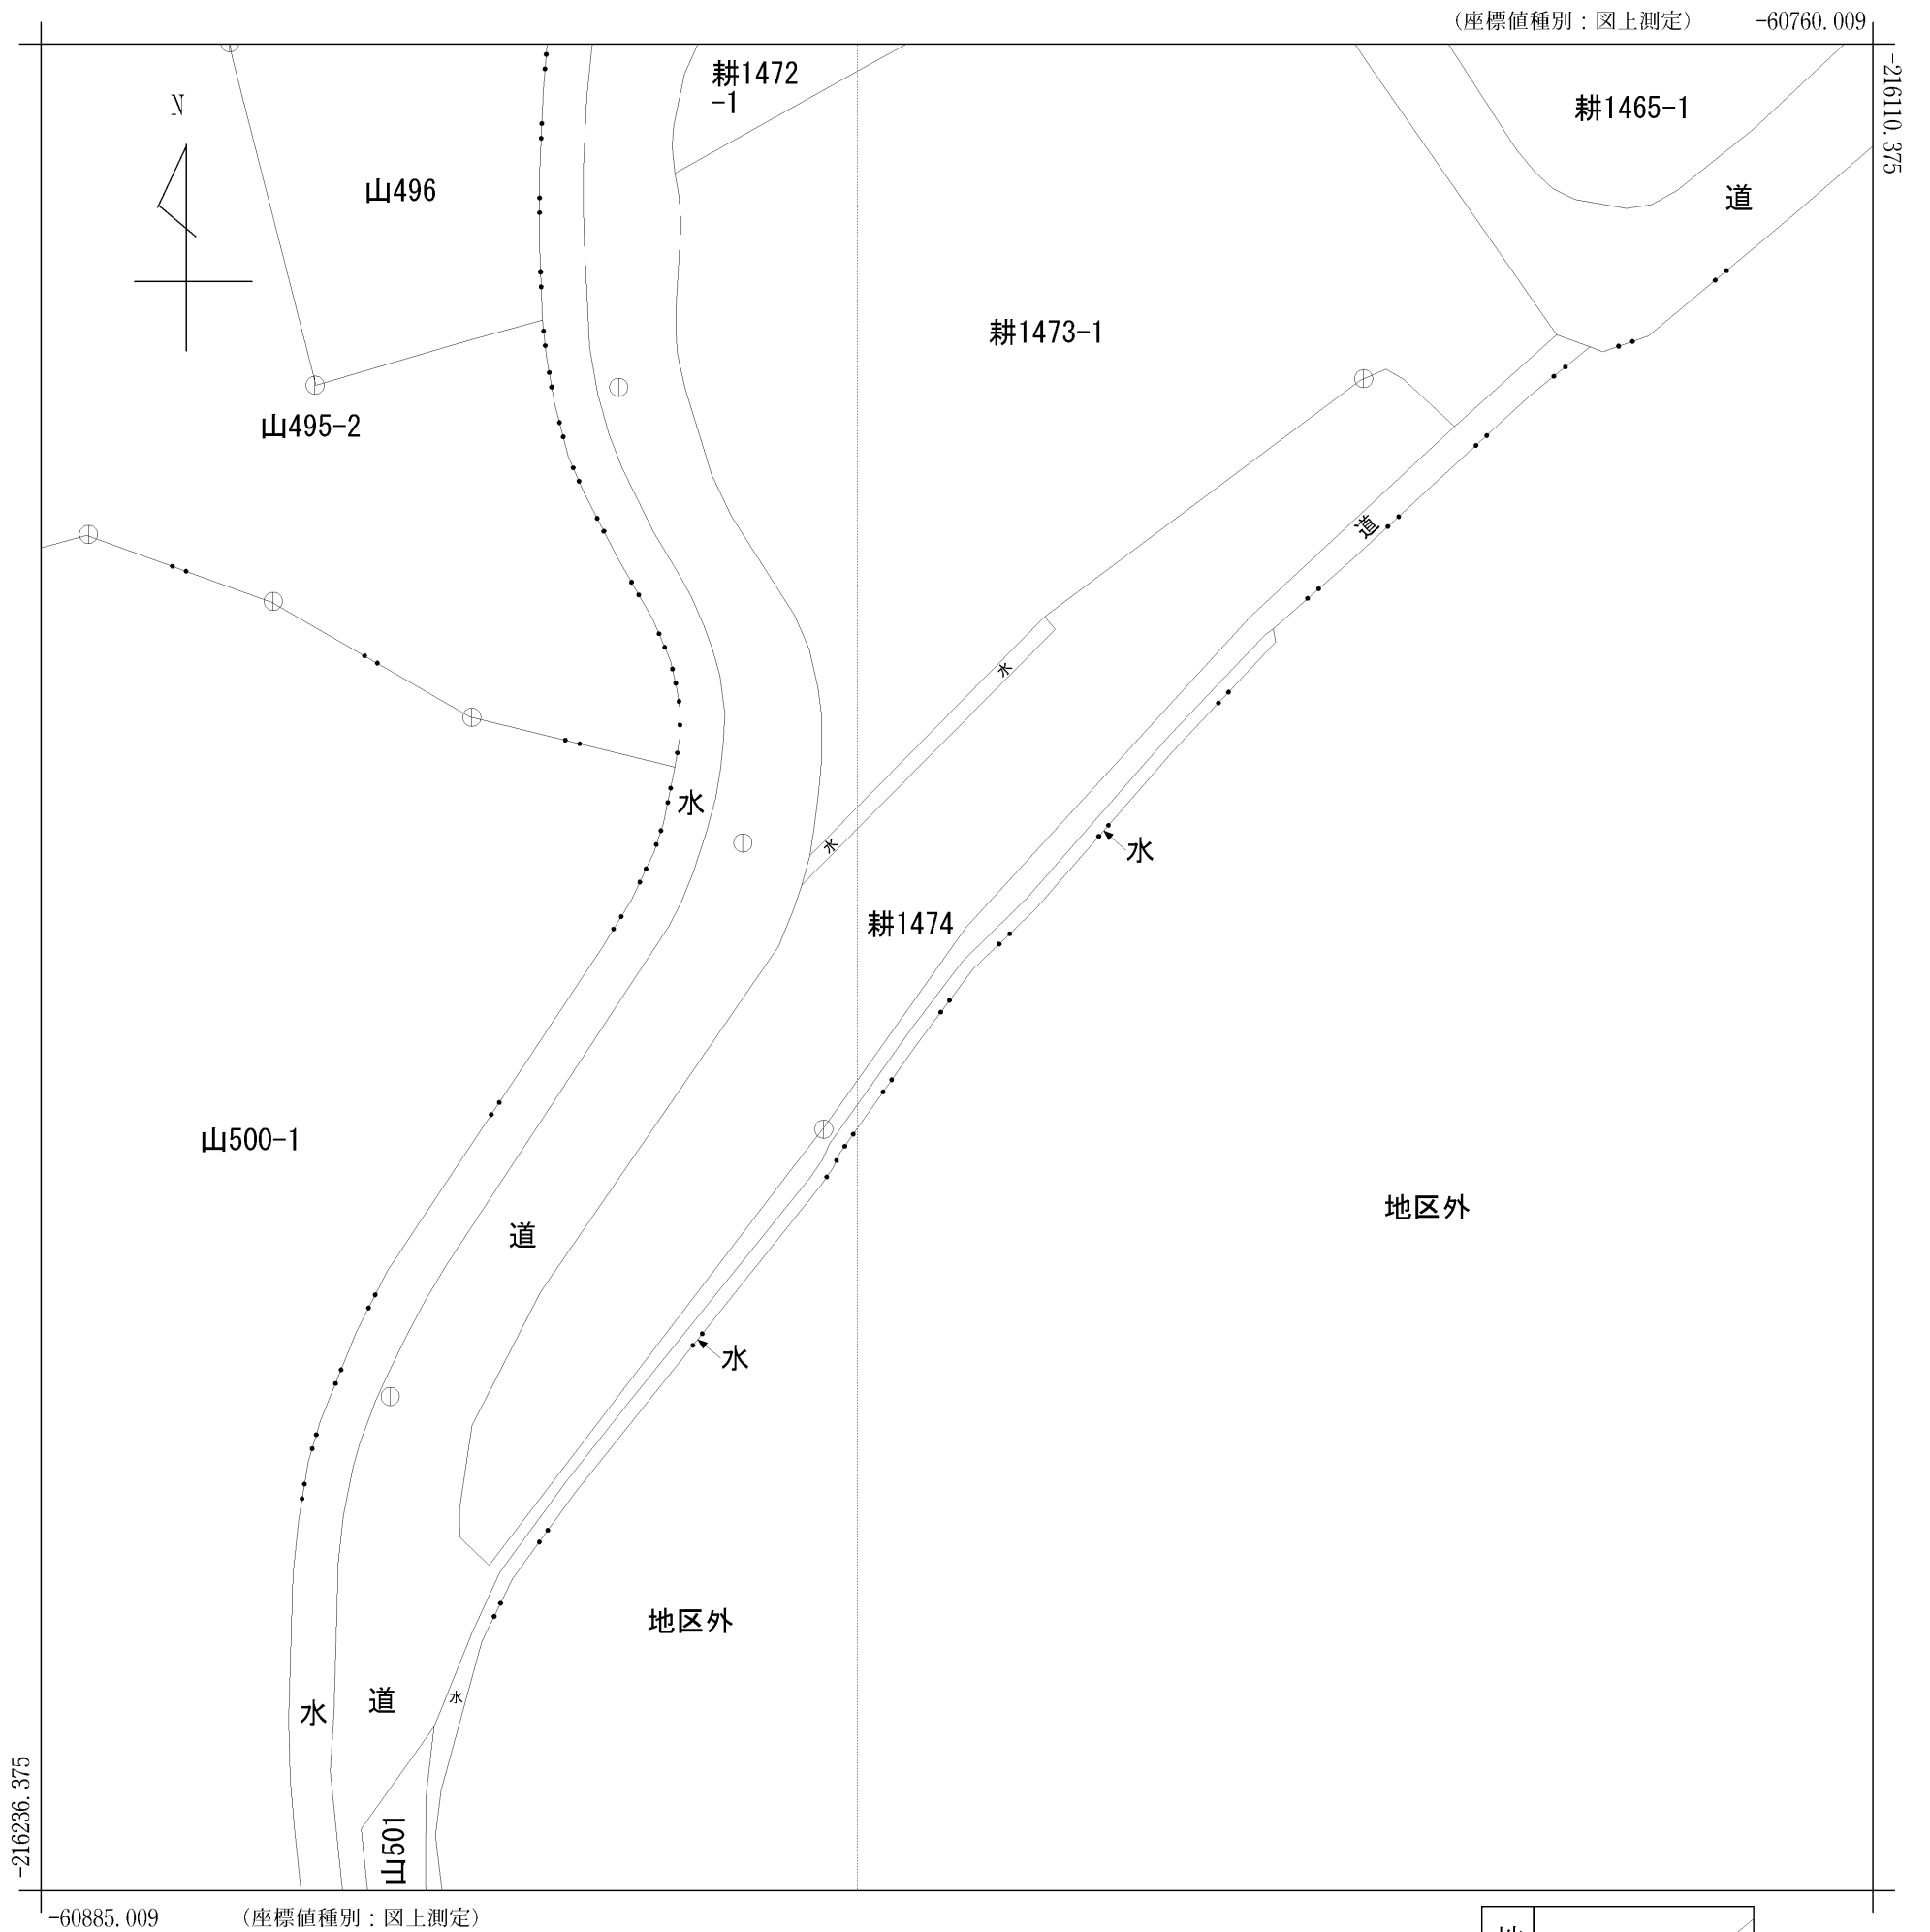 (座標値種別：図上測定) -60760.009
-216110.375
N
耕1472
-1
耕1465-1
山496
道
耕1473-1
山495-2
道
水
水
水
水
水
耕1474
山500-1
地区外
道
水
地区外
水
道
水
山501
-216236.375
-60885.009 (座標値種別：図上測定)